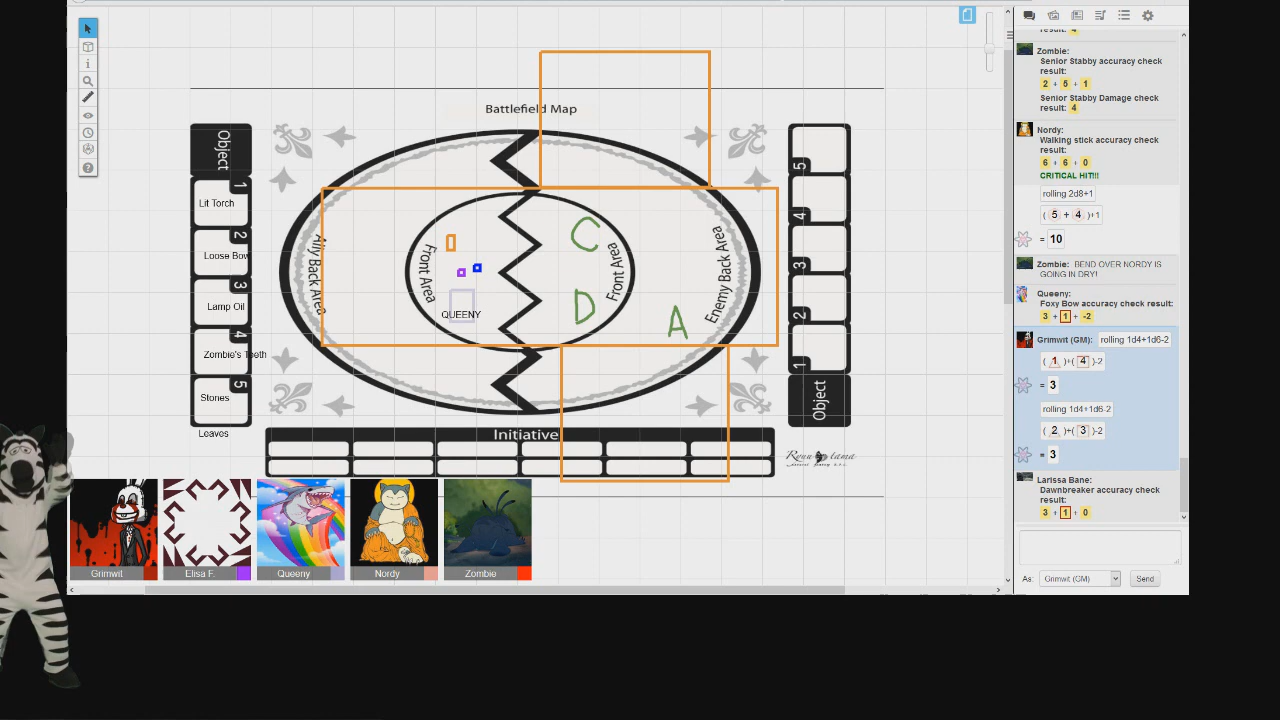 Battlefield Map
Object
1
Lit Torch
2
Loose Bow
3
Lamp Oil
4
Zombie's Teeth
5
Stones
Leaves
Ally Back Area
Front Area
QUEENY
C
D
A
Front Area
Enemy Back Area
5
4
3
2
1
Object
Initiative
Grimwit
Elisa F.
Queeny
Nordy
Zombie
Zombie:
Senior Stabby accuracy check
result:
2 + 5 + 1
Senior Stabby Damage check
result: 4
Nordy:
Walking stick accuracy check
result:
6 + 6 + 0
CRITICAL HIT!!!
rolling 2d8+1
( 5 + 4 )+1
= 10
Zombie: BEND OVER NORDY IS
GOING IN DRY!
Queeny:
Foxy Bow accuracy check result:
3 + 1 + -2
Grimwit (GM): rolling 1d4+1d6-2
( 1 )+( 4 )-2
= 3
rolling 1d4+1d6-2
( 2 )+( 3 )-2
= 3
Larissa Bane:
Dawnbreaker accuracy check
result:
3 + 1 + 0
As: Grimwit (GM) Send